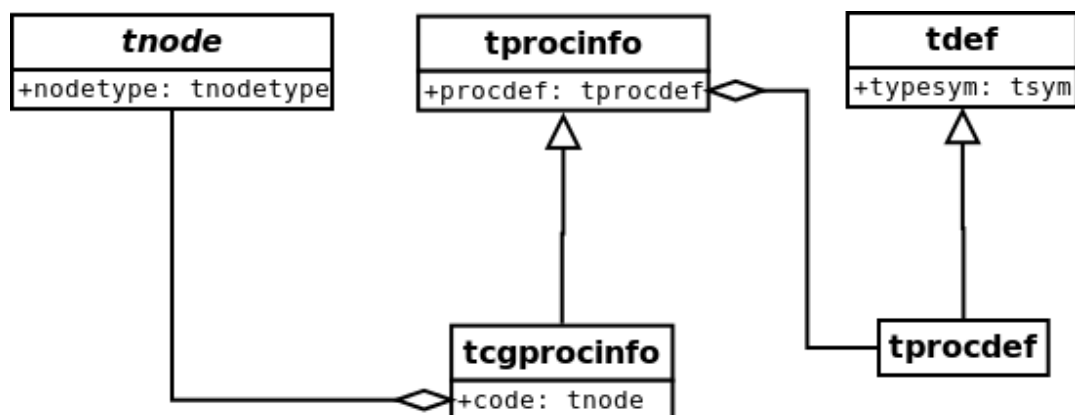 tnode
+nodetype: tnodetype
tprocinfo
+procdef: tprocdef
tdef
+typesym: tsym
tcgprocinfo
+code: tnode
tprocdef